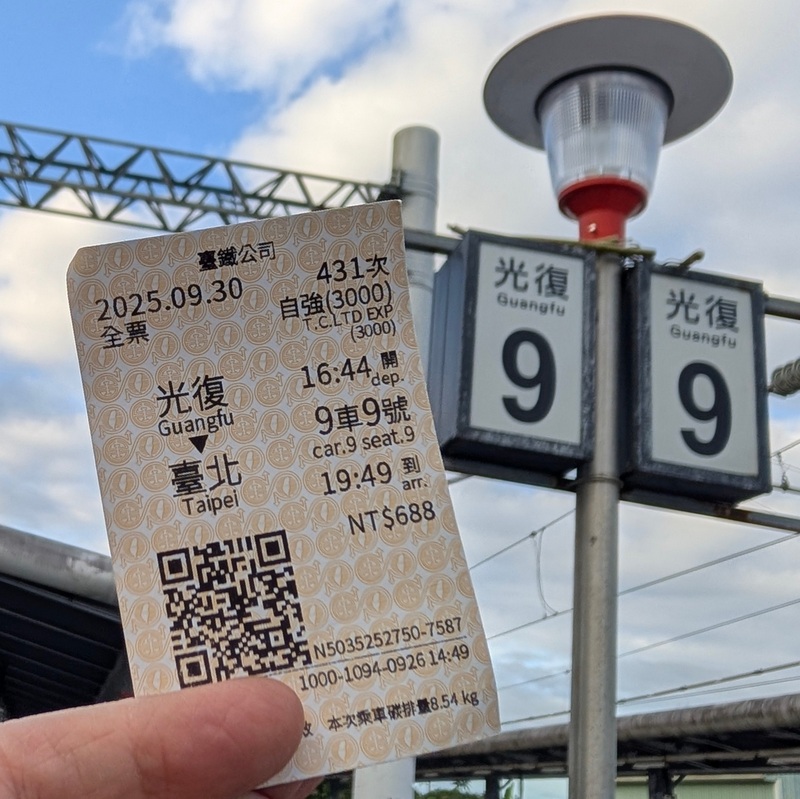 臺鐵公司
2025.09.30
431次
全票
自強(3000)
T.C.LTD EXP
(3000)
光復
Guangfu
▼
臺北
Taipei
16:44 開
dep.
9車9號
car.9 seat.9
19:49 到
arr.
NT$688
N5035252750-7587
1000-1094-0926 14:49
本次乘車碳排量8.54 kg
光復
Guangfu
9
光復
Guangfu
9